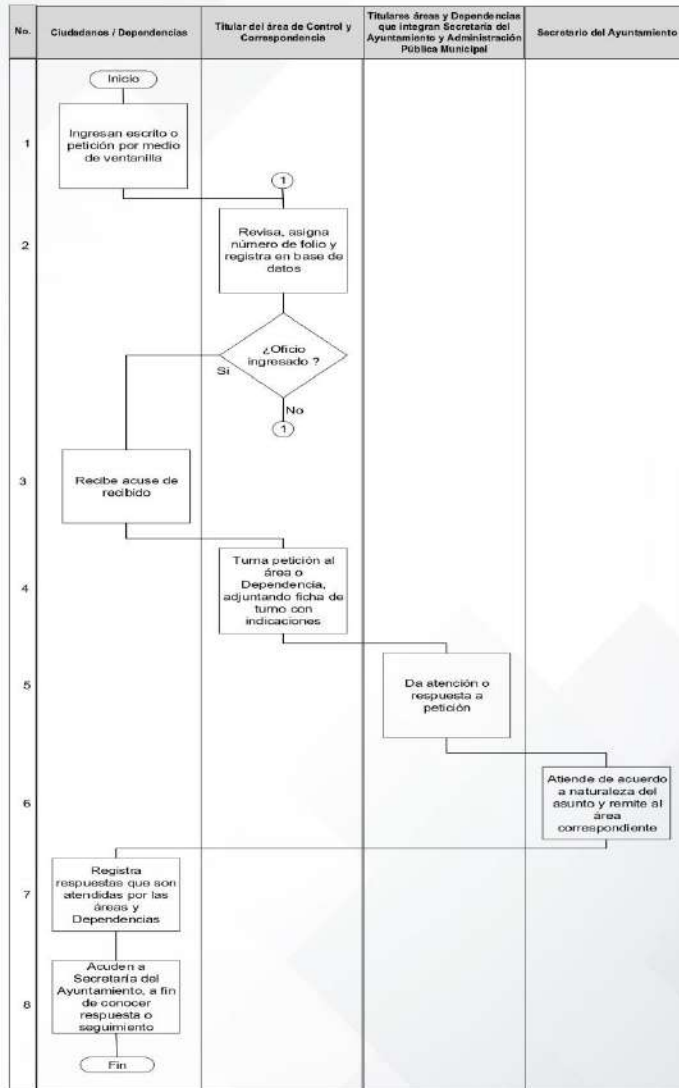 No.
Ciudadanos / Dependencias
Titular del área de Control y
Correspondencia
Titulares áreas y Dependencias
que integran Secretaría del
Ayuntamiento y Administración
Pública Municipal
Secretario del Ayuntamiento
Inicio
1
Ingresan escrito o
petición por medio
de ventanilla
1
2
Revisa, asigna
número de folio y
registra en base de
datos
¿Oficio
ingresado ?
Si
No
1
3
Recibe acuse de
recibido
4
Turna petición al
área o
Dependencia,
adjuntando ficha de
turno con
indicaciones
5
Da atención o
respuesta a
petición
6
Atiende de acuerdo
a naturaleza del
asunto y remite al
área
correspondiente
7
Registra
respuestas que son
atendidas por las
áreas y
Dependencias
8
Acuden a
Secretaría del
Ayuntamiento, a fin
de conocer
respuesta o
seguimiento
Fin